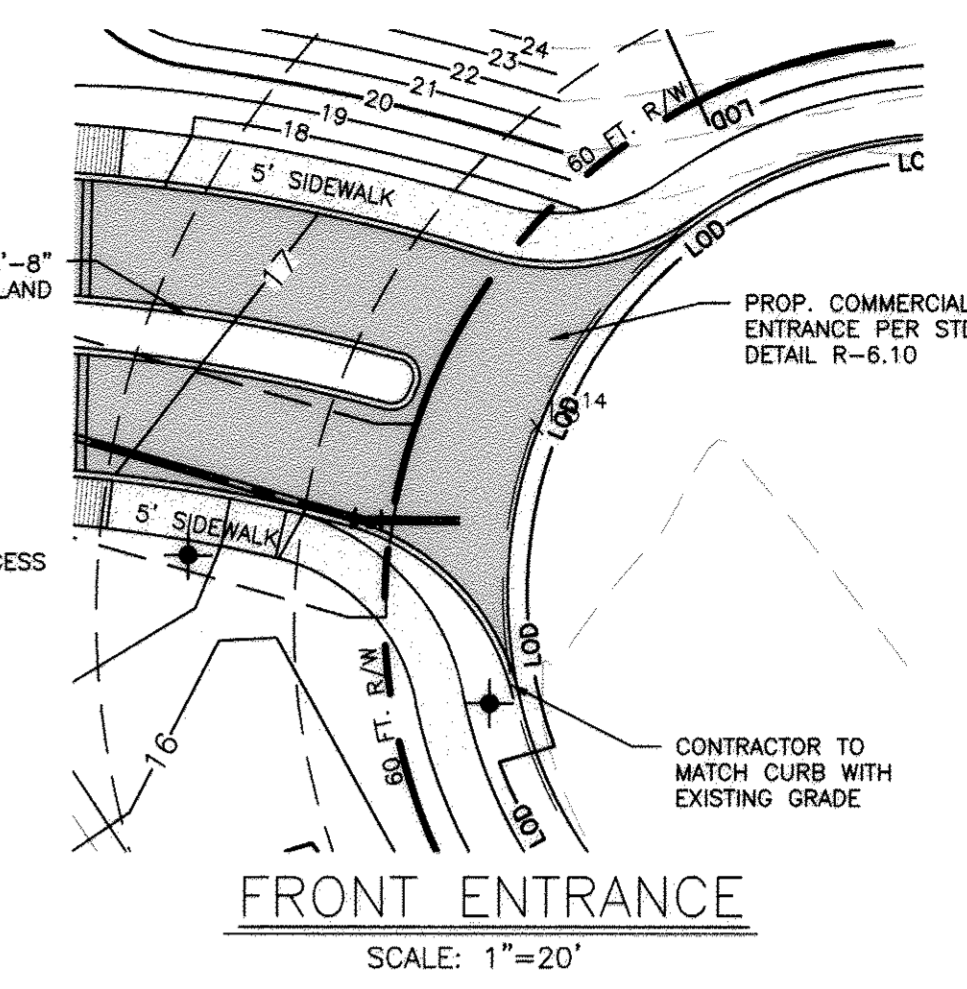 24
23
22
21
20
19
18
60 FT. R/W
LOD
LO
5' SIDEWALK
LOD
'-8"
LAND
17
PROP. COMMERCIAL
ENTRANCE PER STD
DETAIL R-6.10
LOD
14
5' SIDEWALK
CESS
LOD
60 FT. R/W
16
CONTRACTOR TO
MATCH CURB WITH
EXISTING GRADE
LOD
FRONT ENTRANCE
SCALE: 1"=20'